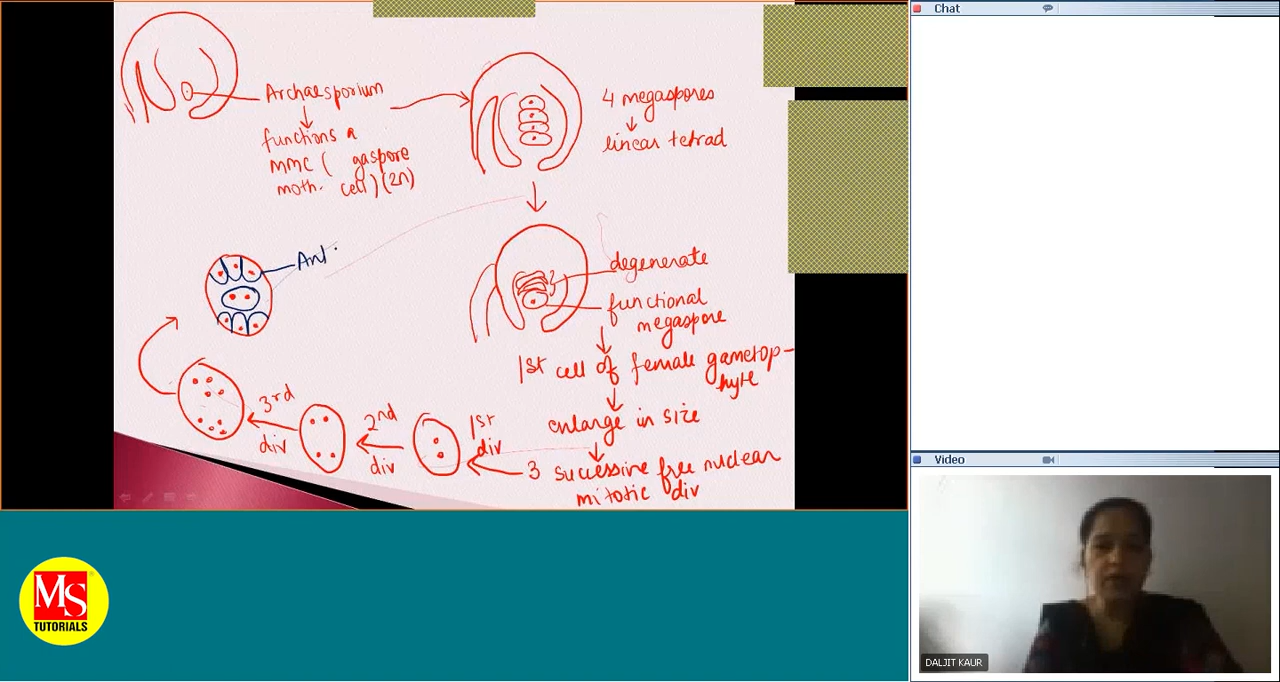 Chat
Archaesporium
functions a
MMC ( gaspore
moth. cell) (2n)
4 megaspores
linear tetrad
degenerate
functional
megaspore
1st cell of female gametop-
hyte
enlarge in size
3 successive free nuclear
mitotic div
1st
div
2nd
div
3rd
div
Ant.
Video
DALJIT KAUR
MS
TUTORIALS